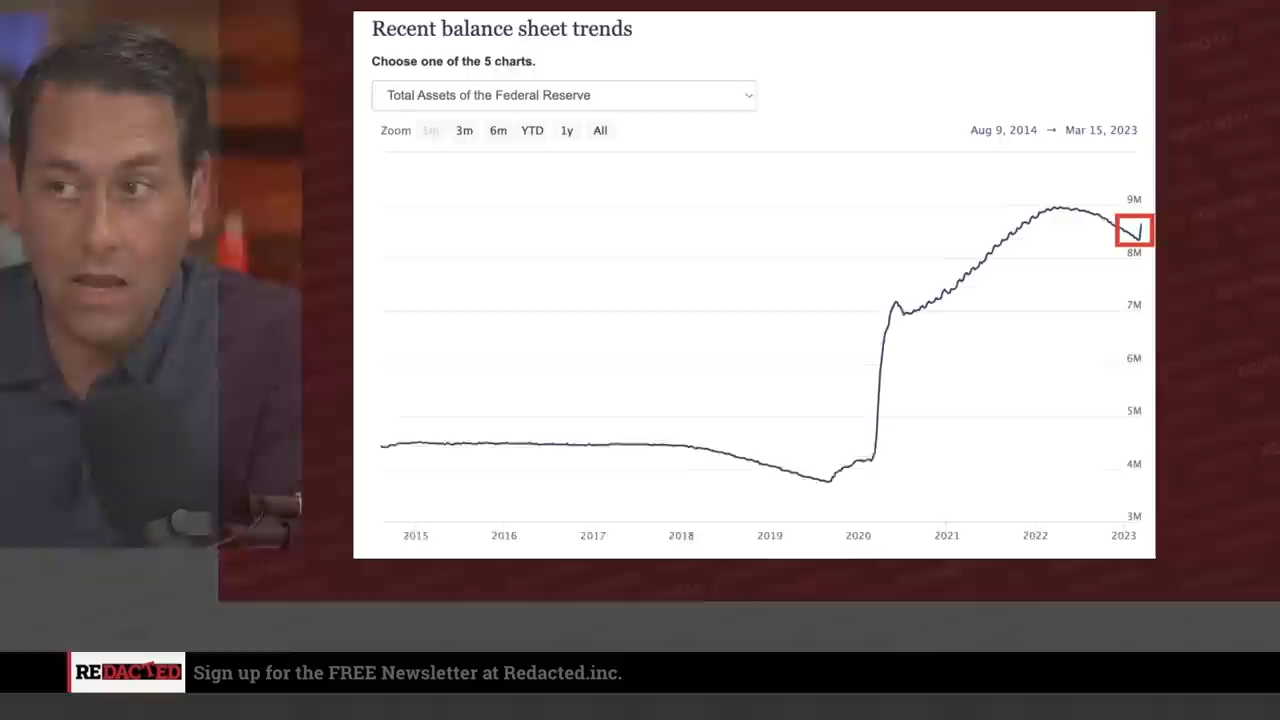 Recent balance sheet trends
Choose one of the 5 charts.
Total Assets of the Federal Reserve
Zoom 1m 3m 6m YTD 1y All
Aug 9, 2014 → Mar 15, 2023
9M
8M
7M
6M
5M
4M
3M
2015 2016 2017 2018 2019 2020 2021 2022 2023
REDACTED Sign up for the FREE Newsletter at Redacted.inc.